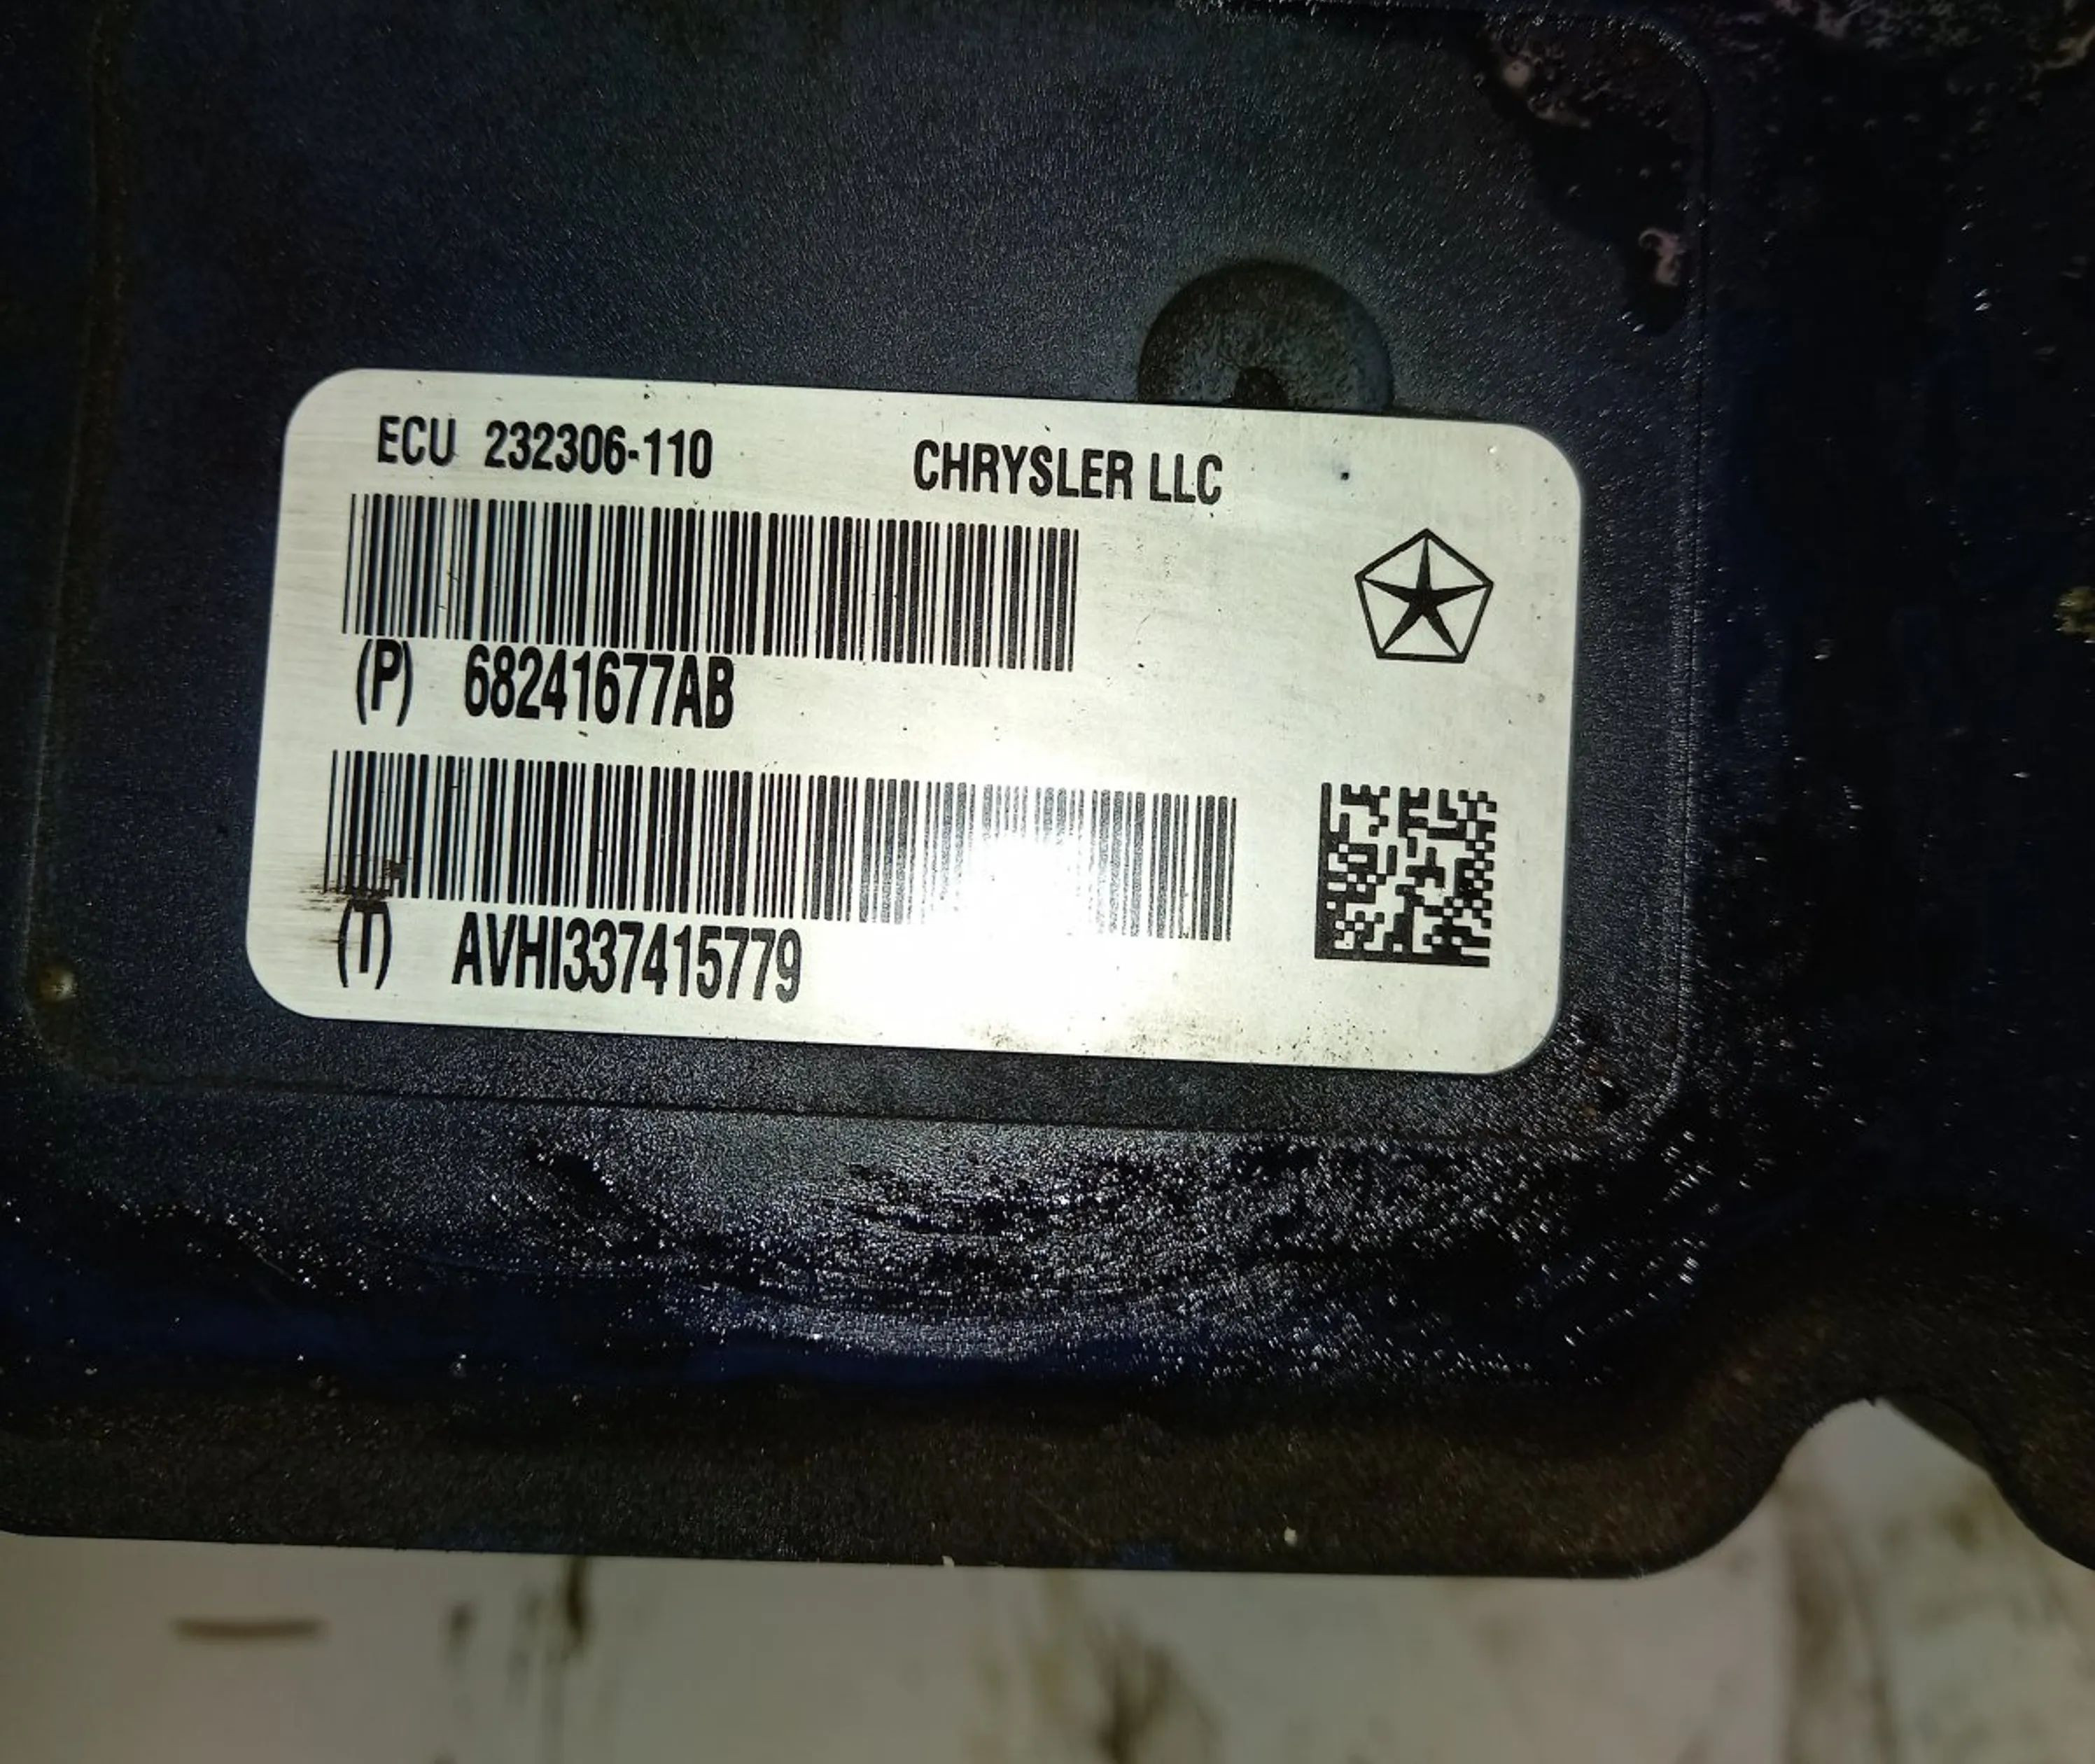 ECU 232306-110 CHRYSLER LLC
(P) 68241677AB
(T) AVHI337415779